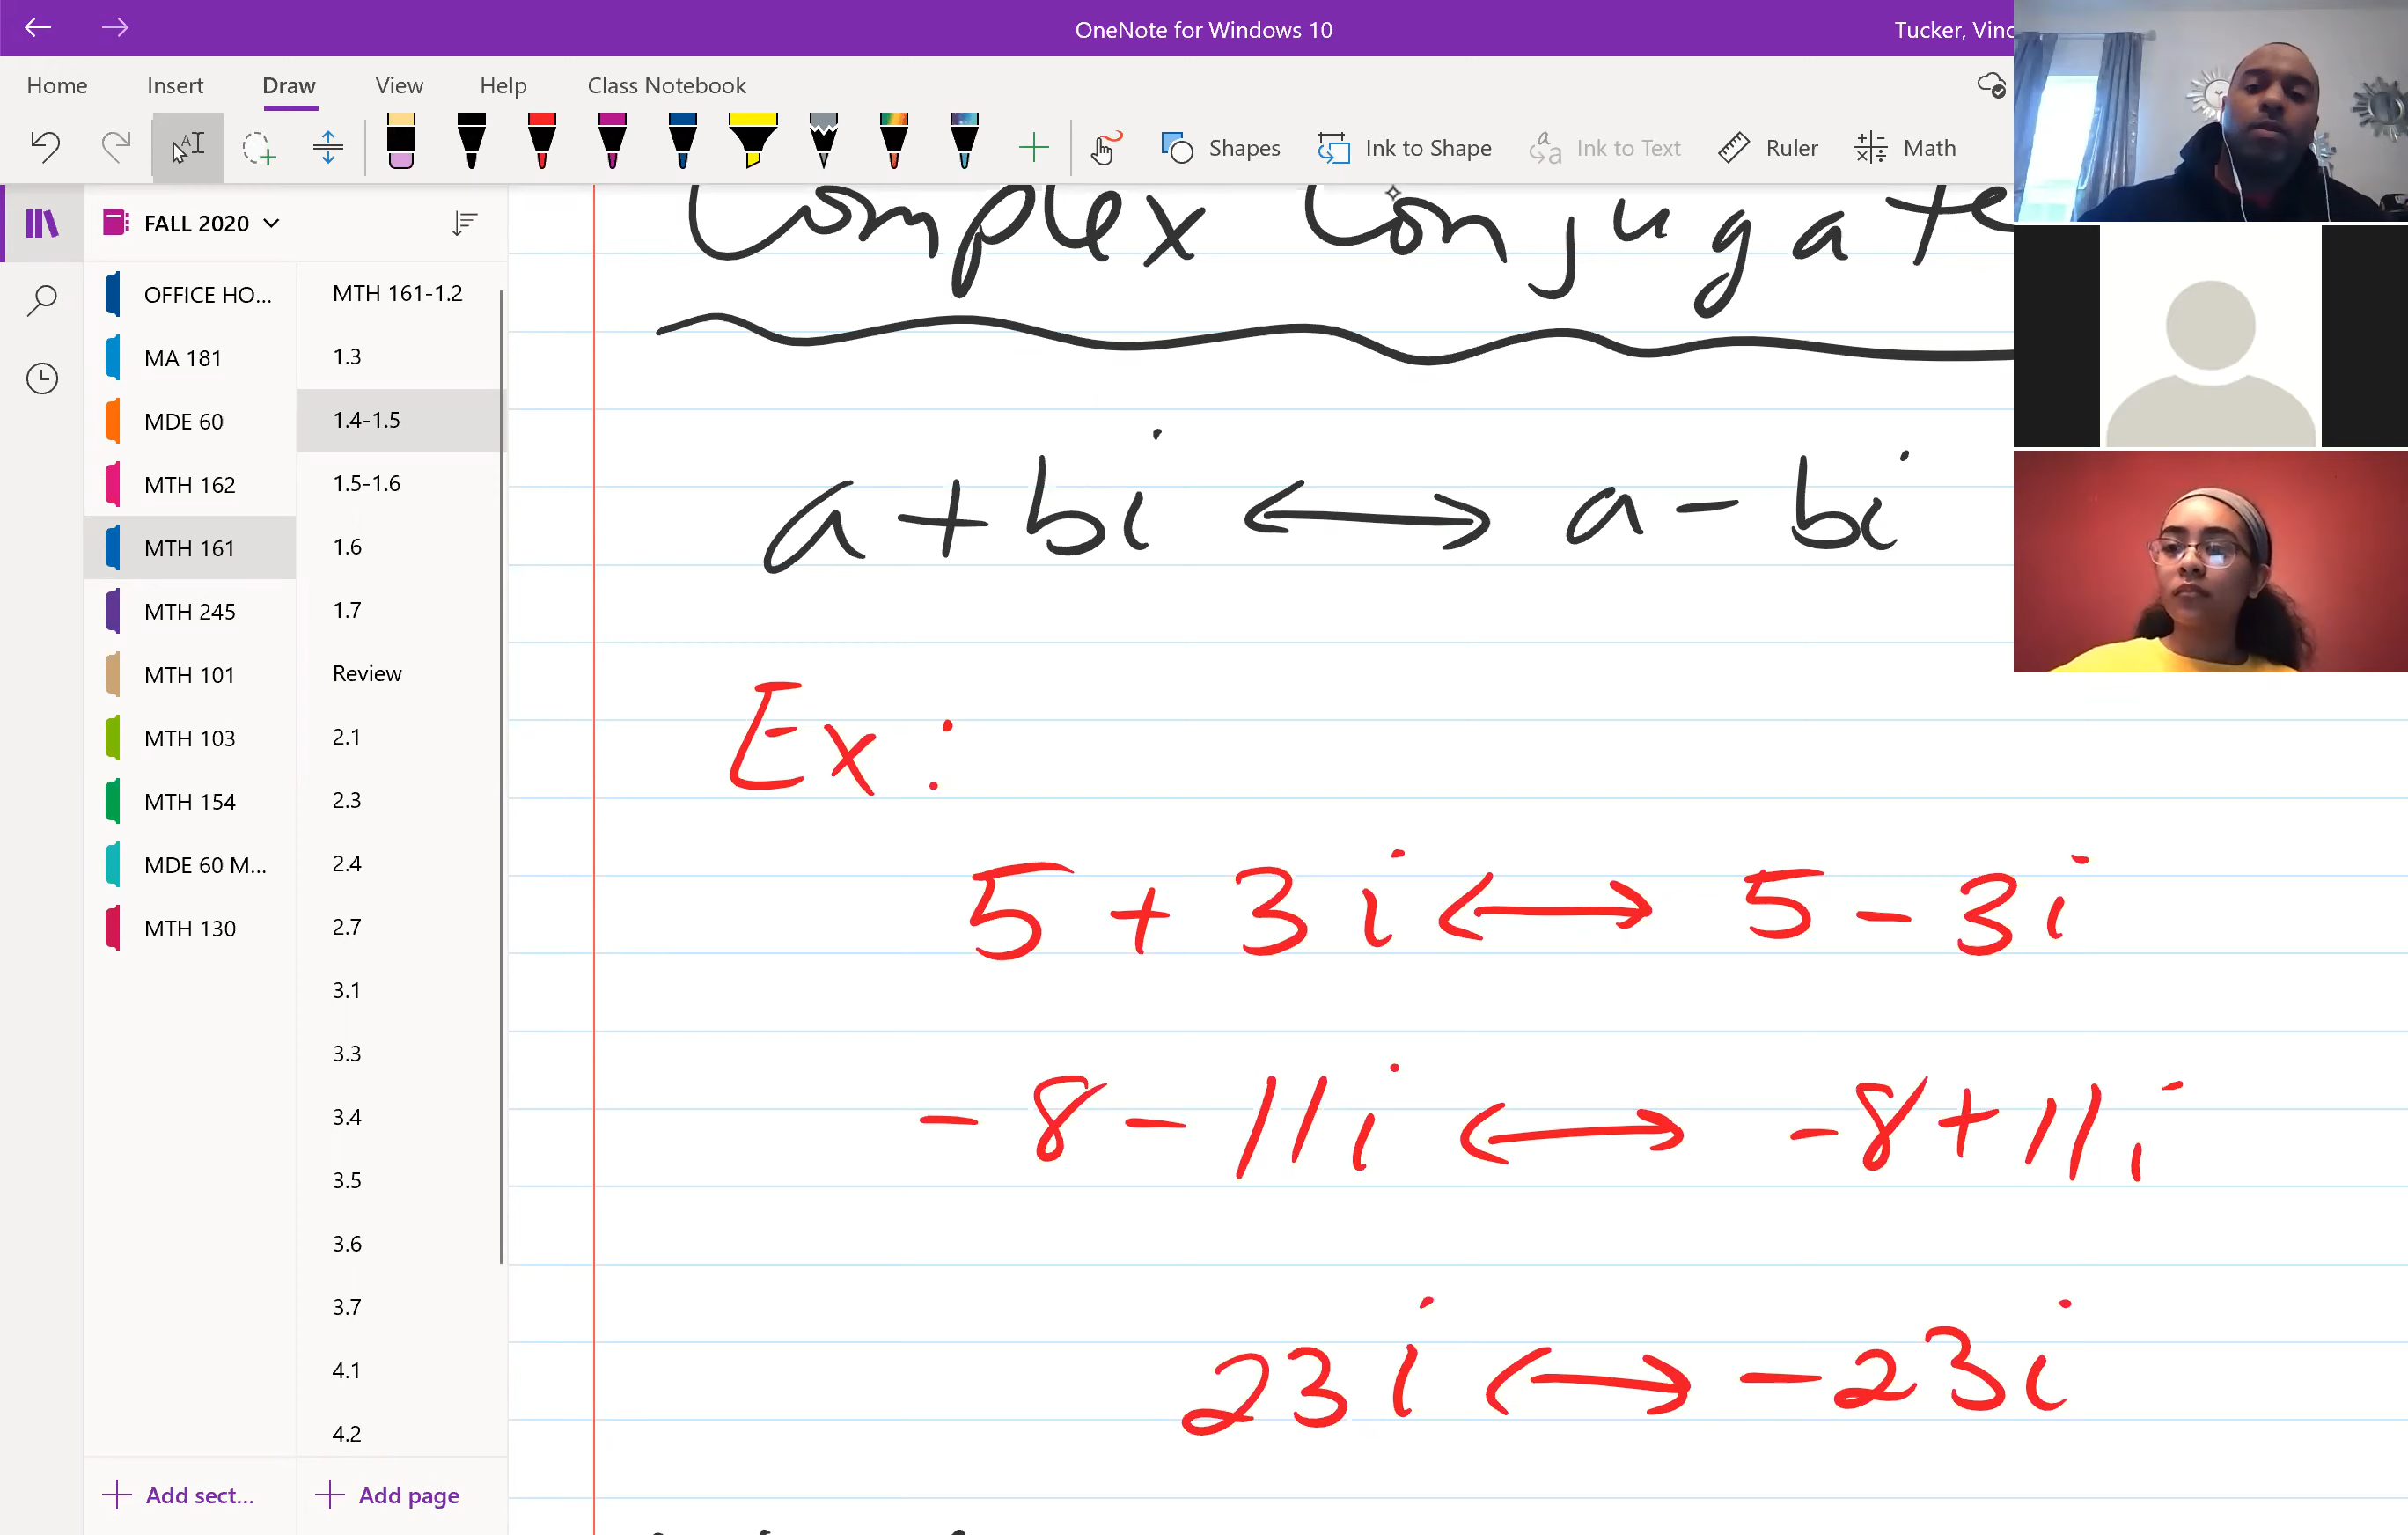 OneNote for Windows 10
Tucker, Vinc
Home Insert Draw View Help Class Notebook
Shapes Ink to Shape Ink to Text Ruler Math
FALL 2020
OFFICE HO...
MA 181
MDE 60
MTH 162
MTH 161
MTH 245
MTH 101
MTH 103
MTH 154
MDE 60 M...
MTH 130
Add sect...
MTH 161-1.2
1.3
1.4-1.5
1.5-1.6
1.6
1.7
Review
2.1
2.3
2.4
2.7
3.1
3.3
3.4
3.5
3.6
3.7
4.1
4.2
Add page
Complex Conjugate
a + bi ⟷ a - bi
Ex:
5 + 3i ⟷ 5 - 3i
-8 - 11i ⟷ -8 + 11i
23i ⟷ -23i